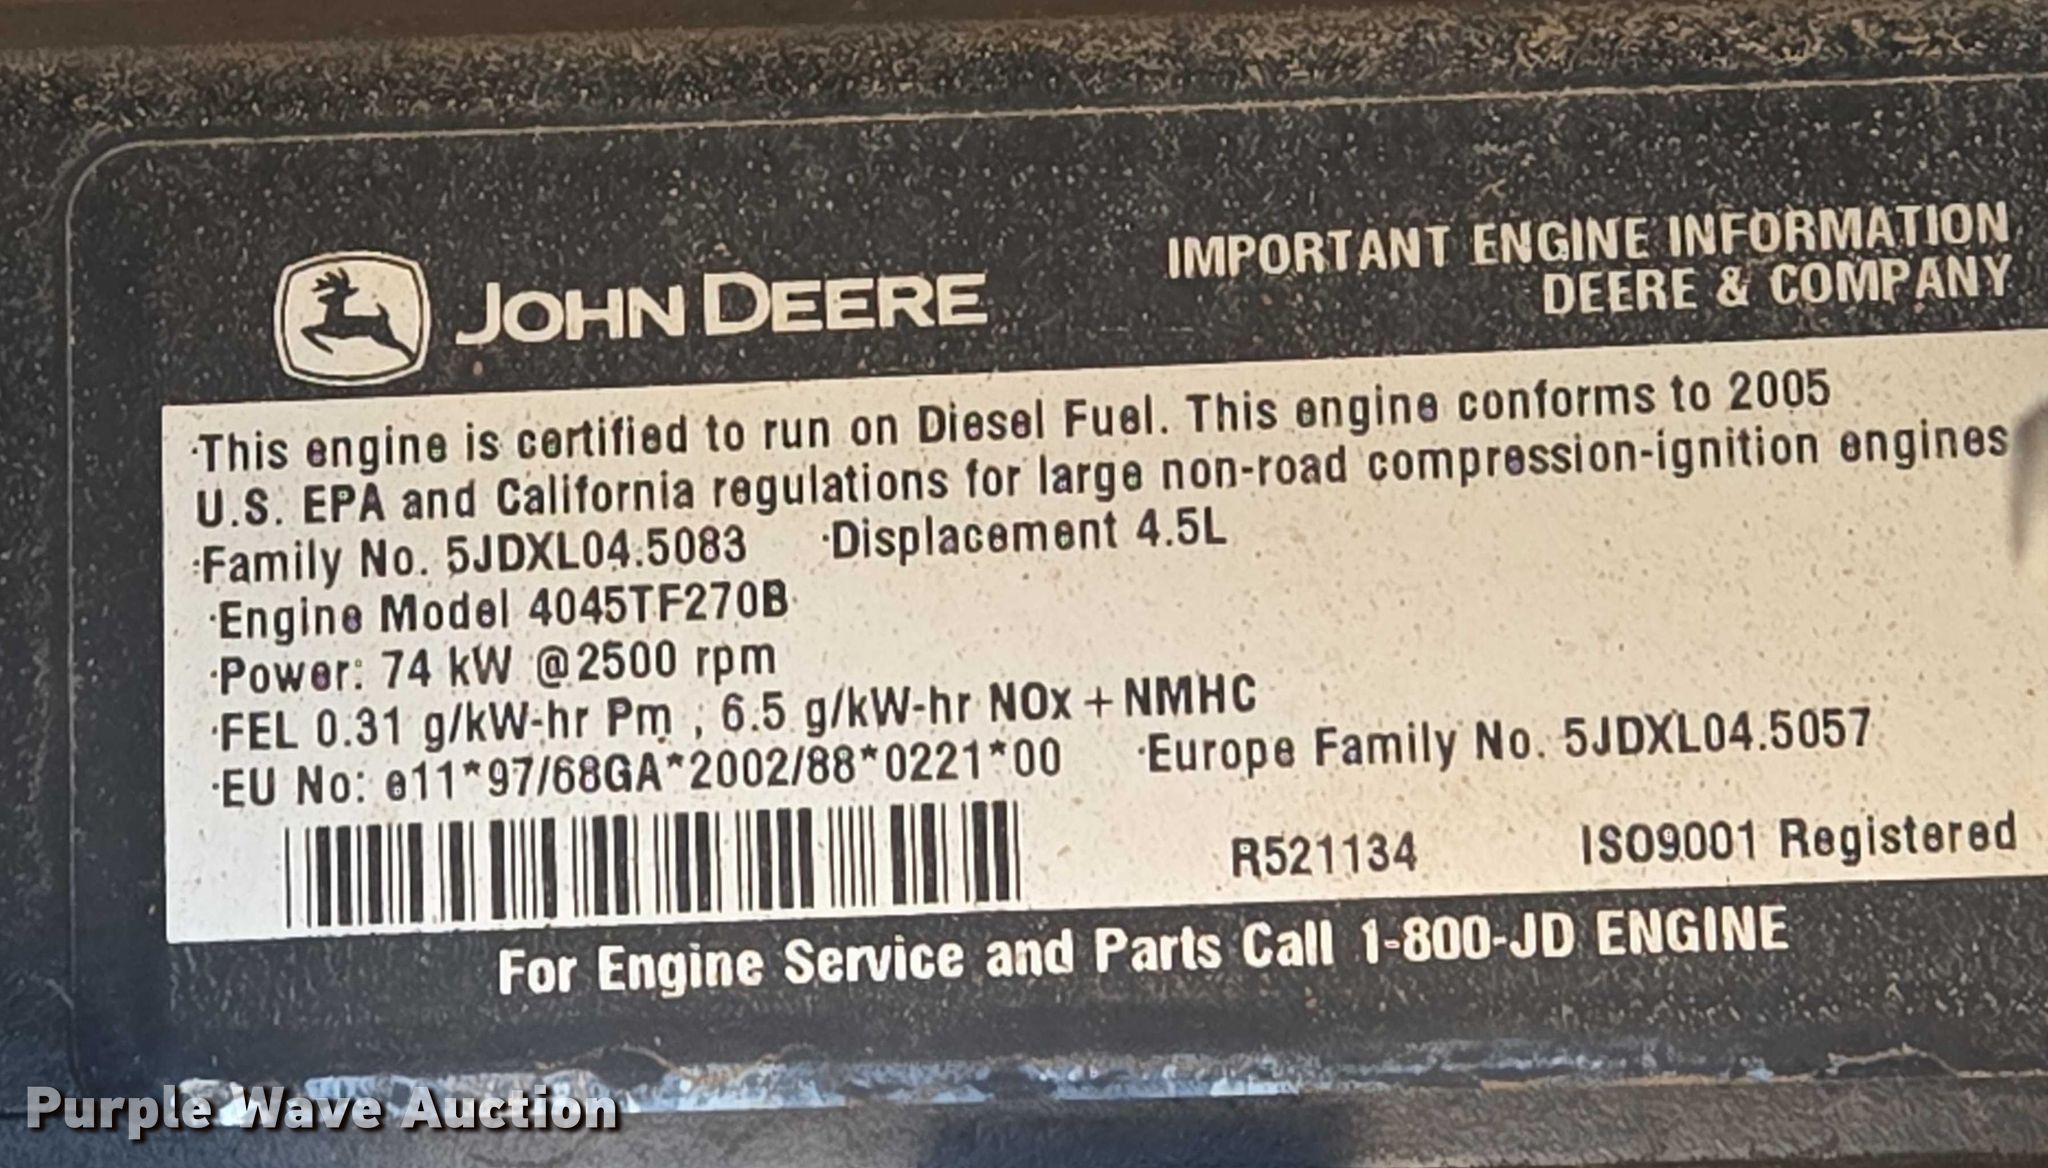 JOHN DEERE
IMPORTANT ENGINE INFORMATION
DEERE & COMPANY
·This engine is certified to run on Diesel Fuel. This engine conforms to 2005
U.S. EPA and California regulations for large non-road compression-ignition engines
·Family No. 5JDXL04.5083 ·Displacement 4.5L
·Engine Model 4045TF270B
·Power: 74 kW @2500 rpm
·FEL 0.31 g/kW-hr Pm ; 6.5 g/kW-hr NOx + NMHC
·EU No: e11*97/68GA*2002/88*0221*00 ·Europe Family No. 5JDXL04.5057
R521134 ISO9001 Registered
For Engine Service and Parts Call 1-800-JD ENGINE
Purple Wave Auction